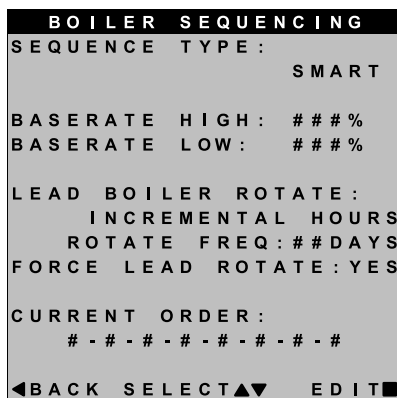 BOILER SEQUENCING
SEQUENCE TYPE:
SMART
BASERATE HIGH: ###%
BASERATE LOW: ###%
LEAD BOILER ROTATE:
INCREMENTAL HOURS
ROTATE FREQ:##DAYS
FORCE LEAD ROTATE:YES
CURRENT ORDER:
#-#-#-#-#-#-#-#
◀BACK SELECT▲▼ EDIT■